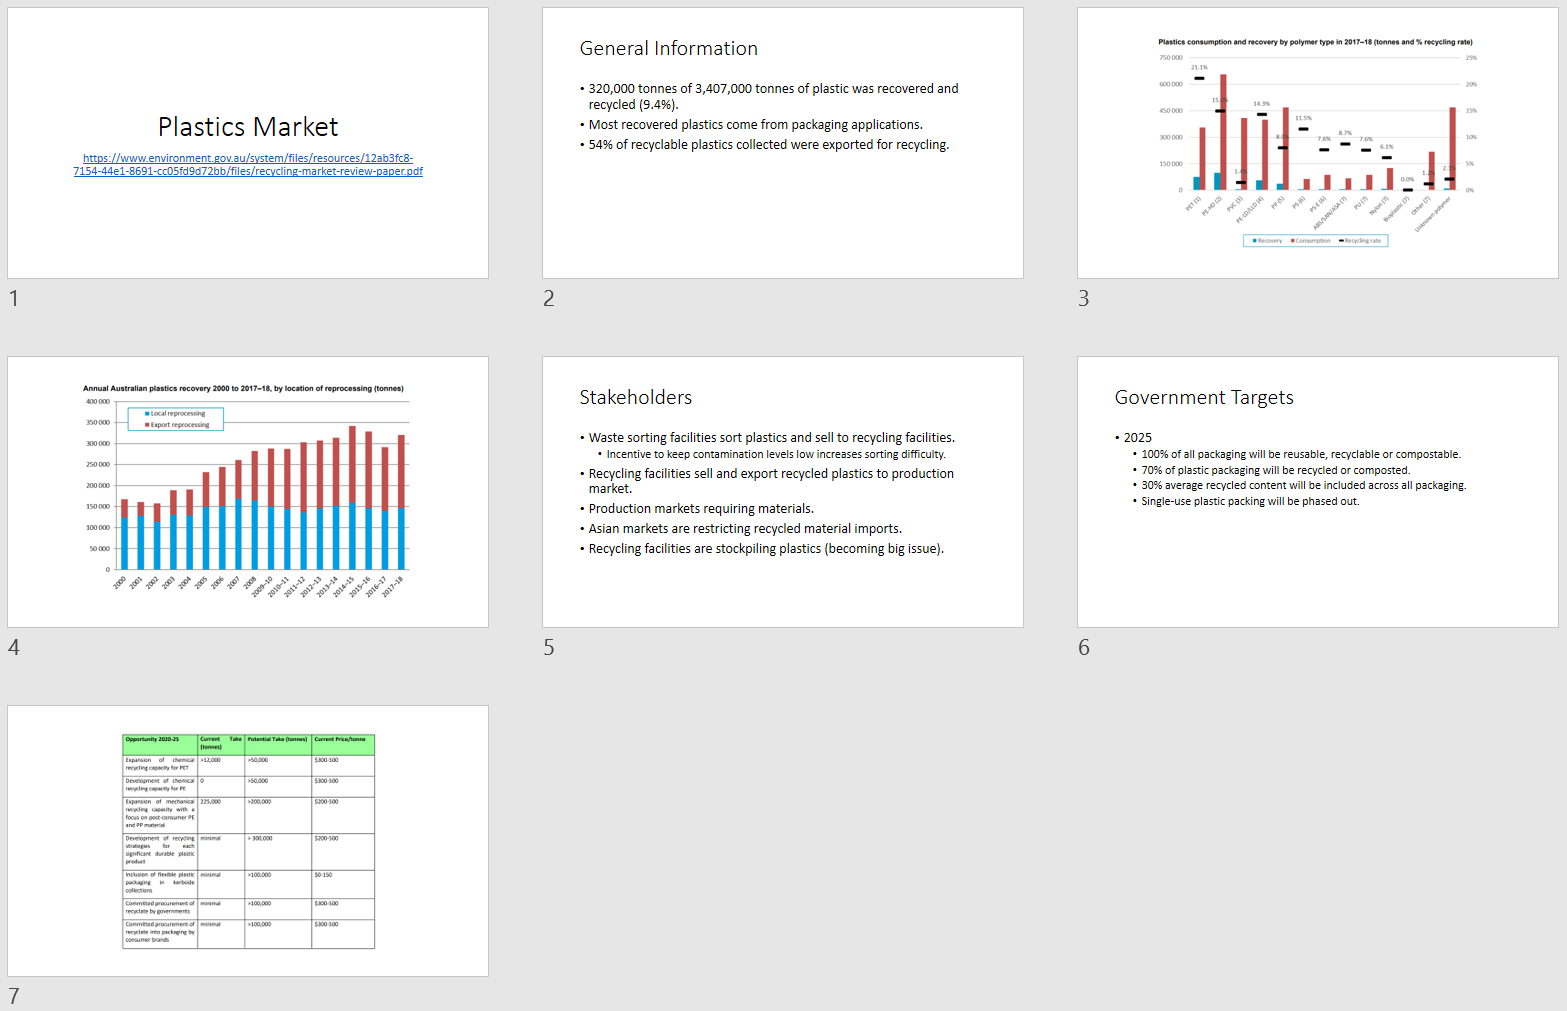 Plastics Market
https://www.environment.gov.au/system/files/resources/12ab3fc8-
7154-44e1-8691-cc05fd9d72bb/files/recycling-market-review-paper.pdf
1
General Information
• 320,000 tonnes of 3,407,000 tonnes of plastic was recovered and
recycled (9.4%).
• Most recovered plastics come from packaging applications.
• 54% of recyclable plastics collected were exported for recycling.
2
Plastics consumption and recovery by polymer type in 2017–18 (tonnes and % recycling rate)
750 000
600 000
450 000
300 000
150 000
0
25%
20%
15%
10%
5%
0%
21.1%
14.3%
8.0%
11.5%
7.6%
8.7%
7.6%
6.1%
0.0%
PET (1)
PE-HD (2)
PVC (3)
PE-LD/LLD (4)
PP (5)
PS (6)
PS-E (6)
ABS/SAN/ASA (7)
PU (7)
Nylon (7)
Bioplastic (7)
Other (7)
Unknown polymer
Recovery Consumption Recycling rate
3
Annual Australian plastics recovery 2000 to 2017–18, by location of reprocessing (tonnes)
400 000
350 000
300 000
250 000
200 000
150 000
100 000
50 000
0
Local reprocessing
Export reprocessing
2000
2001
2002
2003
2004
2005
2006
2007
2008
2009–10
2010–11
2011–12
2012–13
2013–14
2014–15
2015–16
2016–17
2017–18
4
Stakeholders
• Waste sorting facilities sort plastics and sell to recycling facilities.
• Incentive to keep contamination levels low increases sorting difficulty.
• Recycling facilities sell and export recycled plastics to production
market.
• Production markets requiring materials.
• Asian markets are restricting recycled material imports.
• Recycling facilities are stockpiling plastics (becoming big issue).
5
Government Targets
• 2025
• 100% of all packaging will be reusable, recyclable or compostable.
• 70% of plastic packaging will be recycled or composted.
• 30% average recycled content will be included across all packaging.
• Single-use plastic packing will be phased out.
6
Opportunity 2020-25 Current Take Potential Take (tonnes) Current Price/tonne
(tonnes)
Expansion of chemical >12,000 >50,000 $300-500
recycling capacity for PET
Development of chemical 0 >50,000 $300-500
recycling capacity for PE
Expansion of mechanical 225,000 >200,000 $200-500
recycling capacity with a
focus on post-consumer PE
and PP material
Development of recycling minimal > 300,000 $200-500
strategies for each
significant durable plastic
product
Inclusion of flexible plastic minimal >100,000 $0-150
packaging in kerbside
collections
Committed procurement of minimal >100,000 $300-500
recyclate by governments
Committed procurement of minimal >100,000 $300-500
recyclate into packaging by
consumer brands
7